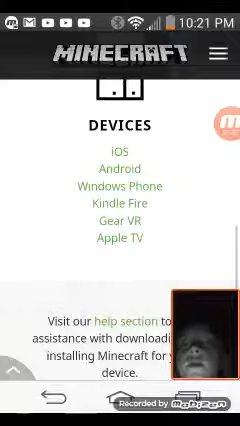 10:21 PM
MINECRAFT
DEVICES
iOS
Android
Windows Phone
Kindle Fire
Gear VR
Apple TV
Visit our help section to
assistance with downloadi
installing Minecraft for y
device.
Recorded by MOBIZEN